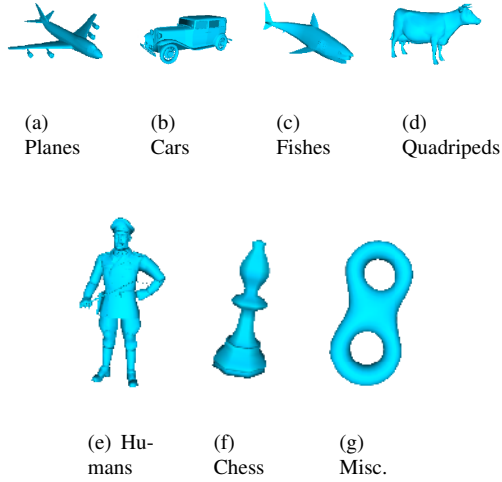 (a)
Planes
(b)
Cars
(c)
Fishes
(d)
Quadripeds
(e) Hu-
mans
(f)
Chess
(g)
Misc.